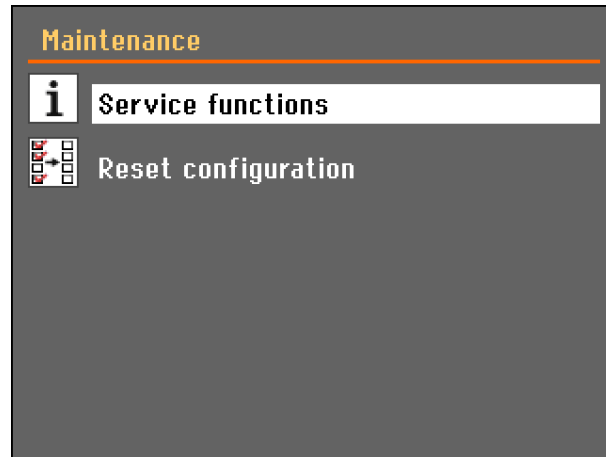 Maintenance
i
Service functions
Reset configuration